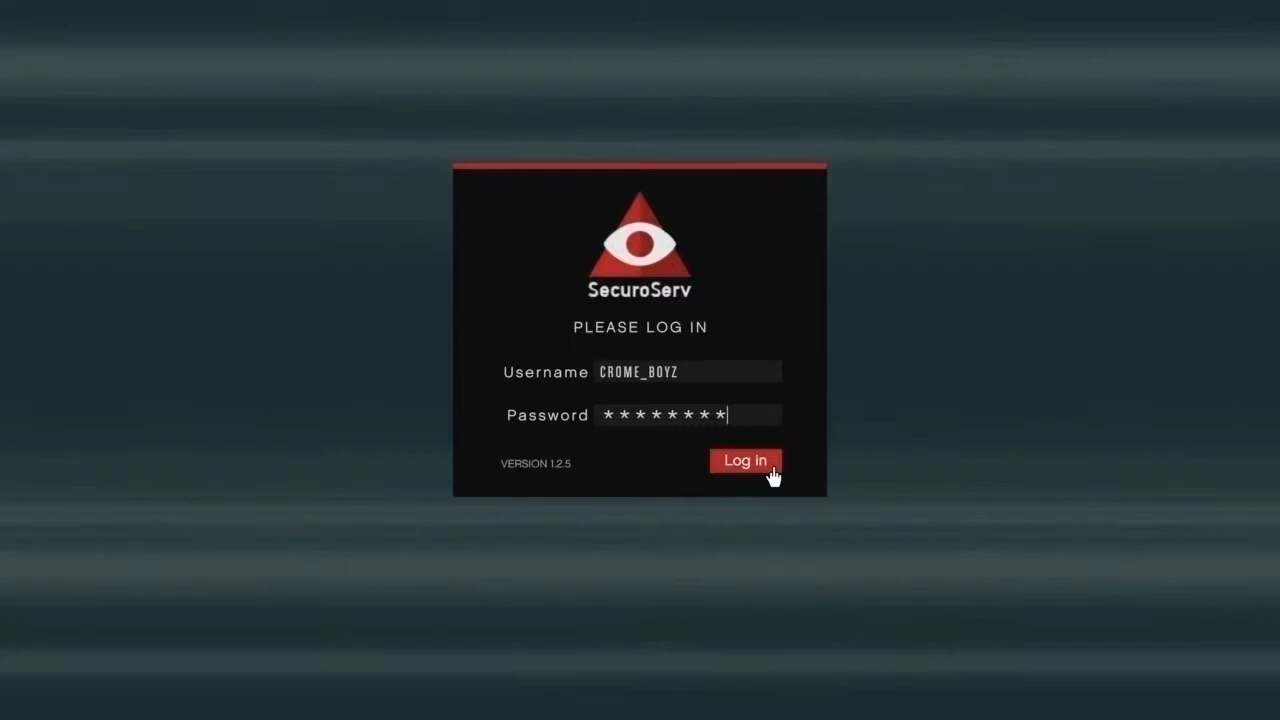 SecuroServ
PLEASE LOG IN
Username CROME_BOYZ
Password ********
VERSION 1.2.5 Log in